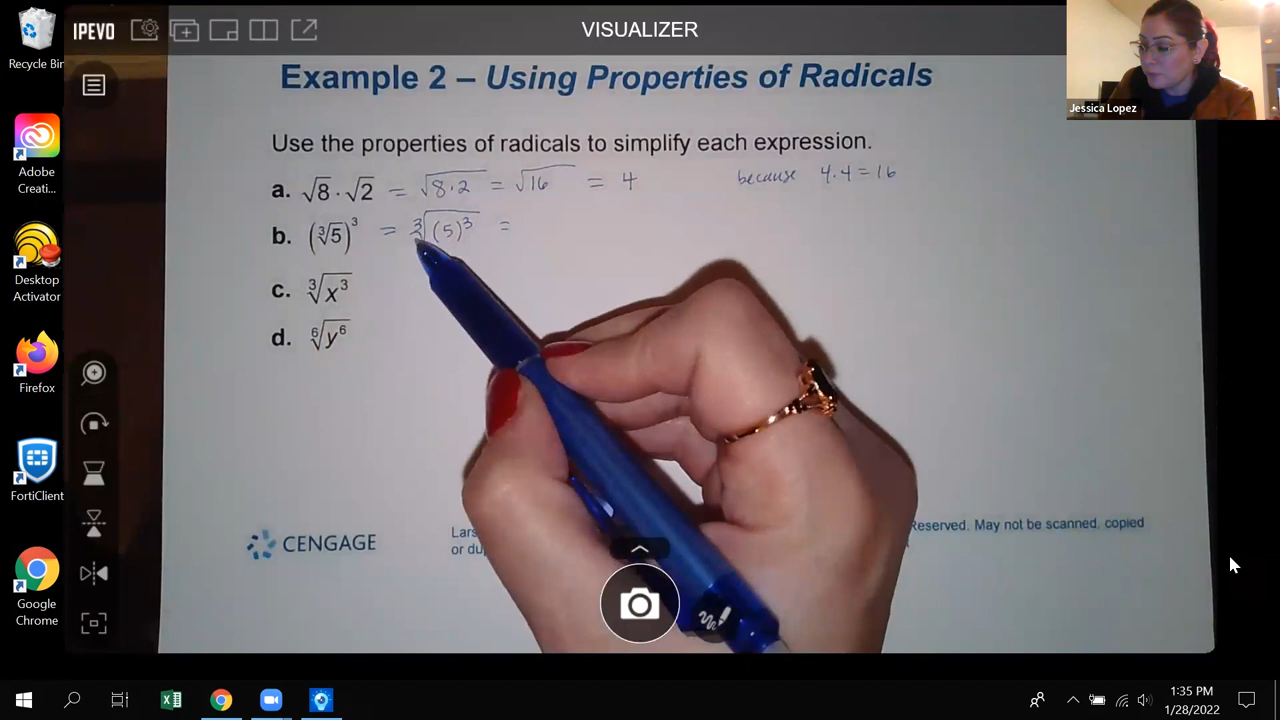 Recycle Bin
Adobe
Creati...
Desktop
Activator
Firefox
FortiClient
Google
Chrome
IPEVO
VISUALIZER
Jessica Lopez
Example 2 – Using Properties of Radicals
Use the properties of radicals to simplify each expression.
a. √8 · √2 = √8·2 = √16 = 4 because 4·4=16
b. (∛5)³ = ∛(5)³ =
c. ∛x³
d. ⁶√y⁶
CENGAGE
Lars
Reserved. May not be scanned, copied
or du
1:35 PM
1/28/2022